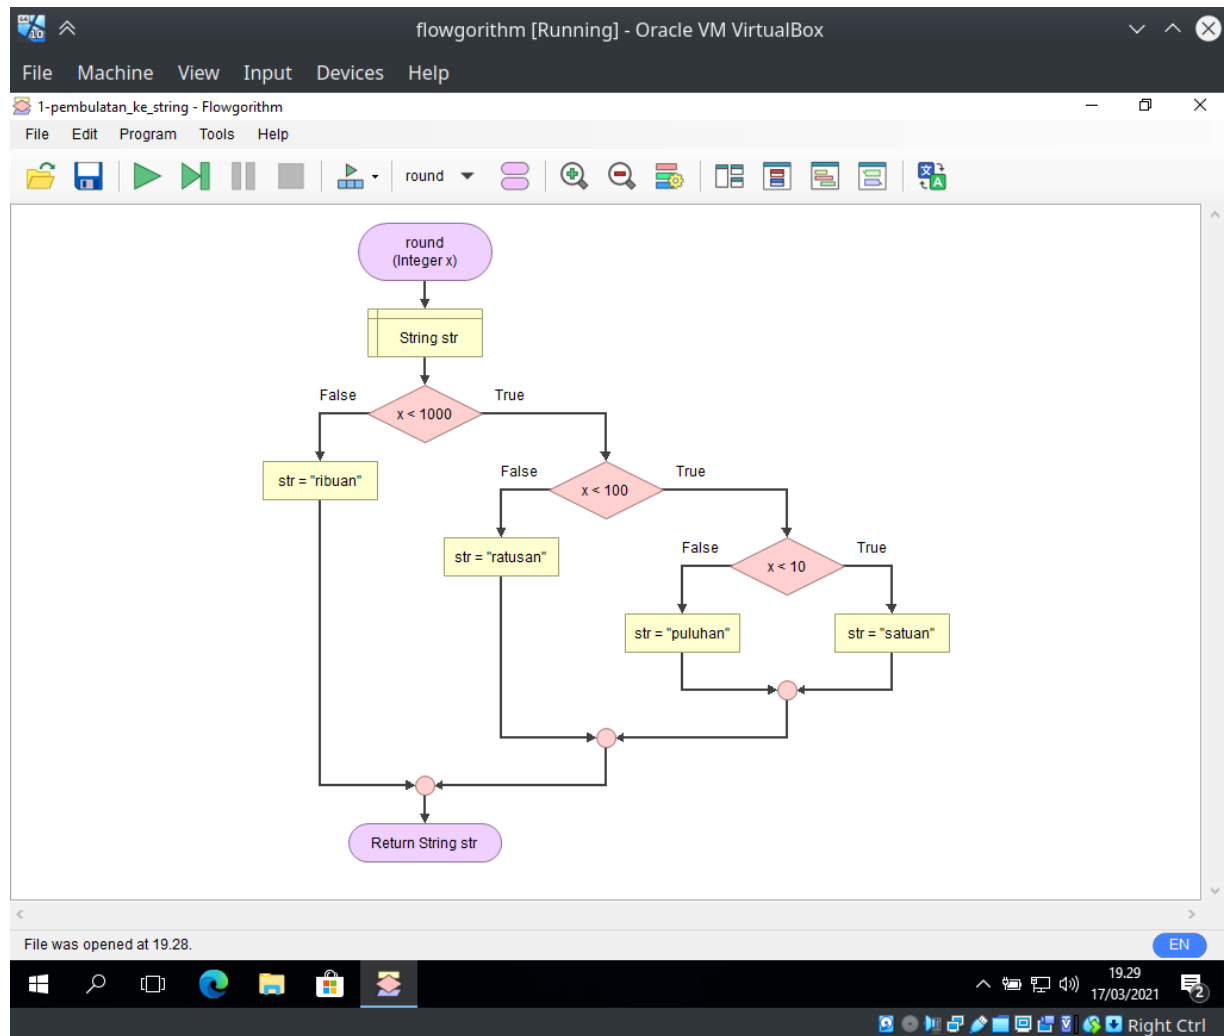 flowgorithm [Running] - Oracle VM VirtualBox
File Machine View Input Devices Help
1-pembulatan_ke_string - Flowgorithm
File Edit Program Tools Help
round
round
(Integer x)
String str
False
True
x < 1000
str = "ribuan"
False
True
x < 100
str = "ratusan"
False
True
x < 10
str = "puluhan"
str = "satuan"
Return String str
File was opened at 19.28.
EN
19.29
17/03/2021
2
Right Ctrl